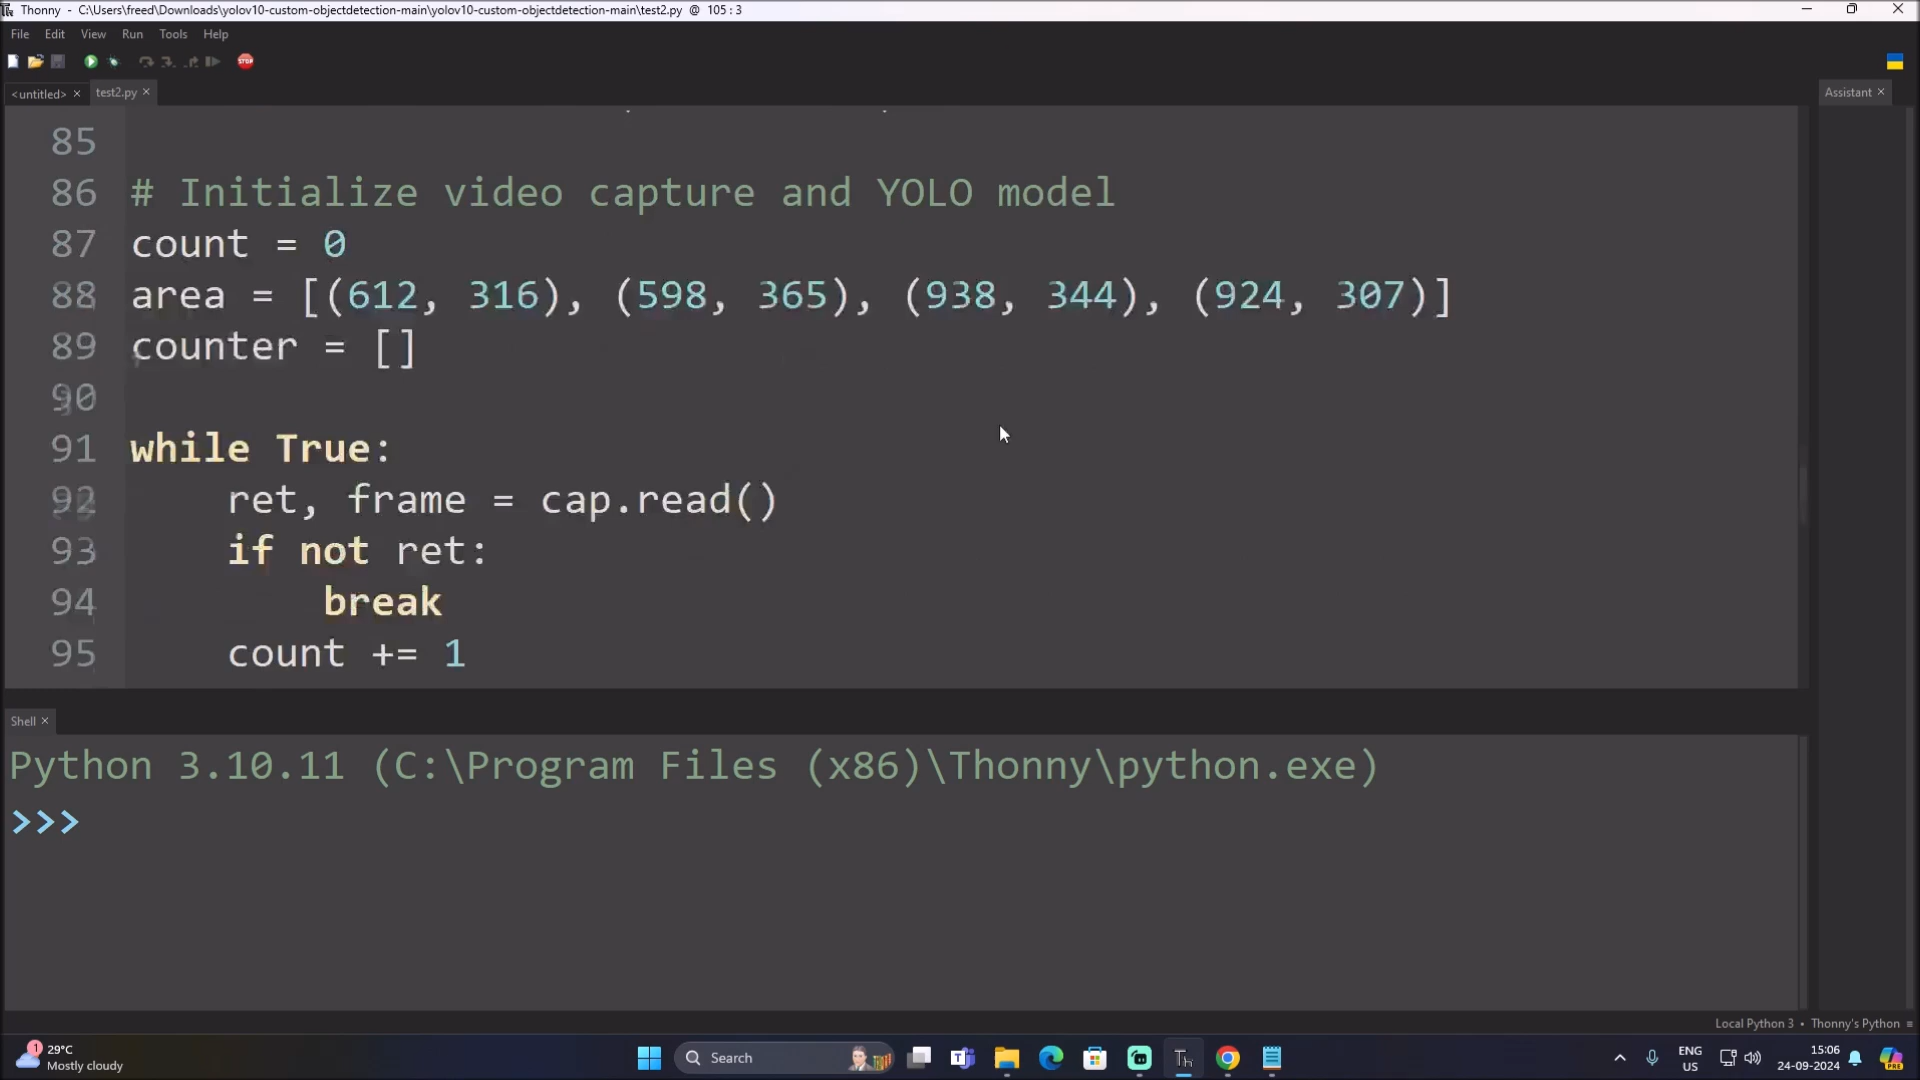 Thonny - C:\Users\freed\Downloads\yolov10-custom-objectdetection-main\yolov10-custom-objectdetection-main\test2.py @ 105 : 3
File Edit View Run Tools Help
STOP
<untitled> × test2.py ×
Assistant ×
85
86 # Initialize video capture and YOLO model
87 count = 0
88 area = [(612, 316), (598, 365), (938, 344), (924, 307)]
89 counter = []
90
91 while True:
92     ret, frame = cap.read()
93     if not ret:
94         break
95     count += 1
Shell ×
Python 3.10.11 (C:\Program Files (x86)\Thonny\python.exe)
>>>
Local Python 3 • Thonny's Python ≡
1
29°C
Mostly cloudy
Search
Th
ENG
US
15:06
24-09-2024
PRE